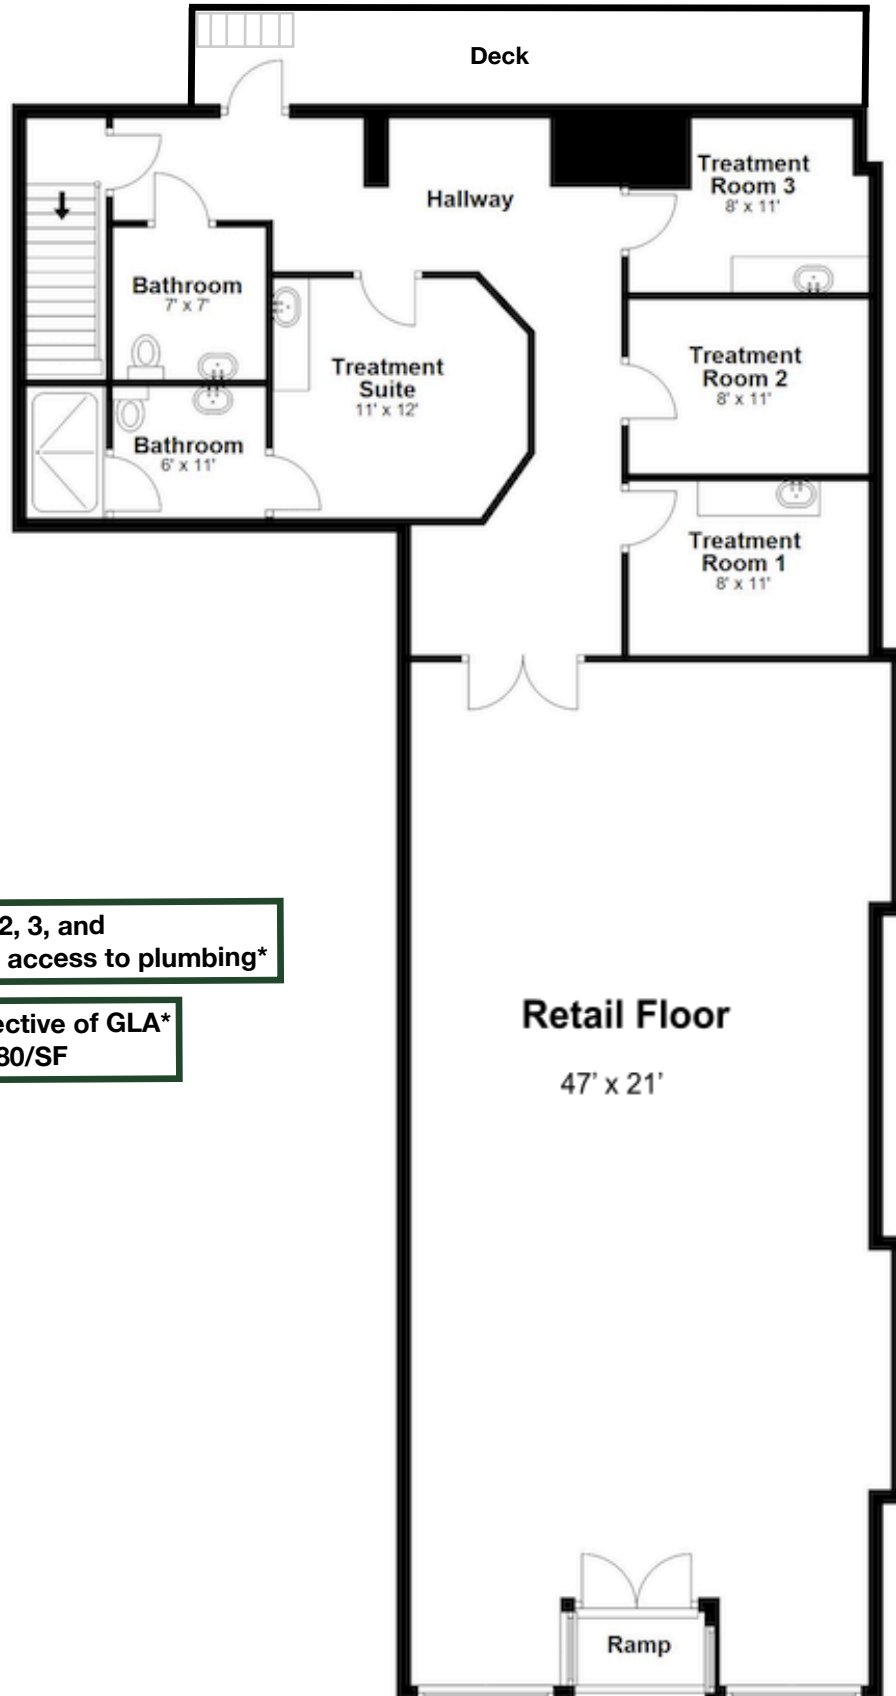 Deck
Treatment
Room 3
8' x 11'
Hallway
Bathroom
7' x 7'
Treatment
Suite
11' x 12'
Treatment
Room 2
8' x 11'
Bathroom
6' x 11'
Treatment
Room 1
8' x 11'
2, 3, and
access to plumbing*
ective of GLA*
80/SF
Retail Floor
47' x 21'
Ramp